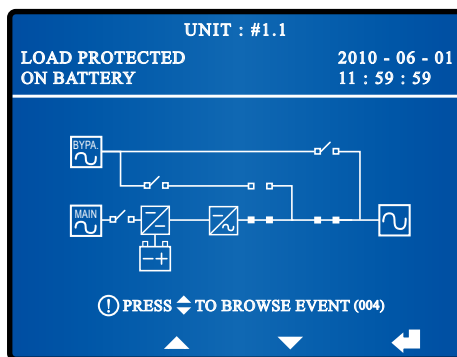 UNIT : #1.1
LOAD PROTECTED 2010 - 06 - 01
ON BATTERY 11 : 59 : 59
BYPA.
MAIN
! PRESS TO BROWSE EVENT (004)